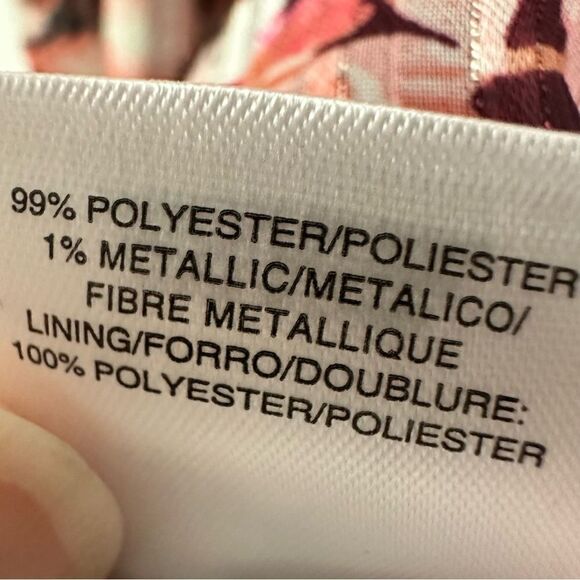 99% POLYESTER/POLIESTER
1% METALLIC/METALICO/
FIBRE METALLIQUE
LINING/FORRO/DOUBLURE:
100% POLYESTER/POLIESTER